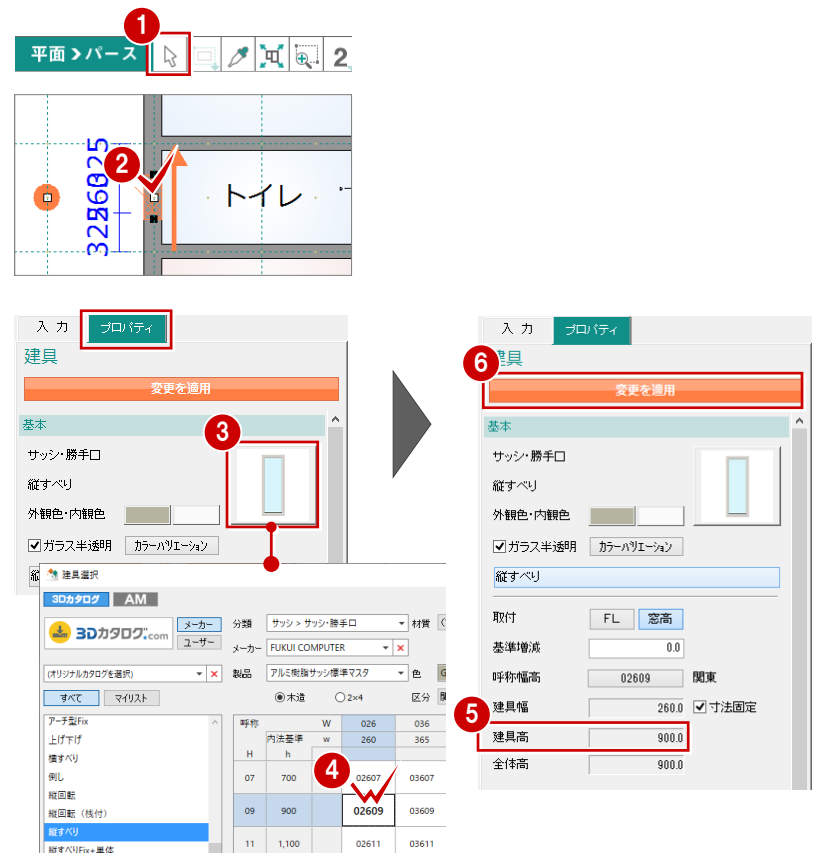 1
平面 > パース
2
325
260
325
2
トイレ
入 力
プロパティ
建具
変更を適用
基本
3
サッシ・勝手口
縦すべり
外観色・内観色
ガラス半透明
カラーバリエーション
縦
建具選択
3Dカタログ
AM
3Dカタログ.com
メーカー
ユーザー
(オリジナルカタログを選択)
すべて
マイリスト
アーチ型Fix
上げ下げ
横すべり
倒し
縦回転
縦回転（桟付）
縦すべり
縦すべりFix+単体
分類
サッシ > サッシ・勝手口
材質
メーカー
FUKUI COMPUTER
製品
アルミ樹脂サッシ標準マスタ
色
木造
2×4
区分
呼称 W 026 036
内法基準 w 260 365
H h
4
07 700 02607 03607
09 900 02609 03609
11 1,100 02611 03611
入 力
プロパティ
6
建具
変更を適用
基本
サッシ・勝手口
縦すべり
外観色・内観色
ガラス半透明
カラーバリエーション
縦すべり
取付 FL 窓高
基準増減 0.0
呼称幅高 02609 関東
5
建具幅 260.0 寸法固定
建具高 900.0
全体高 900.0